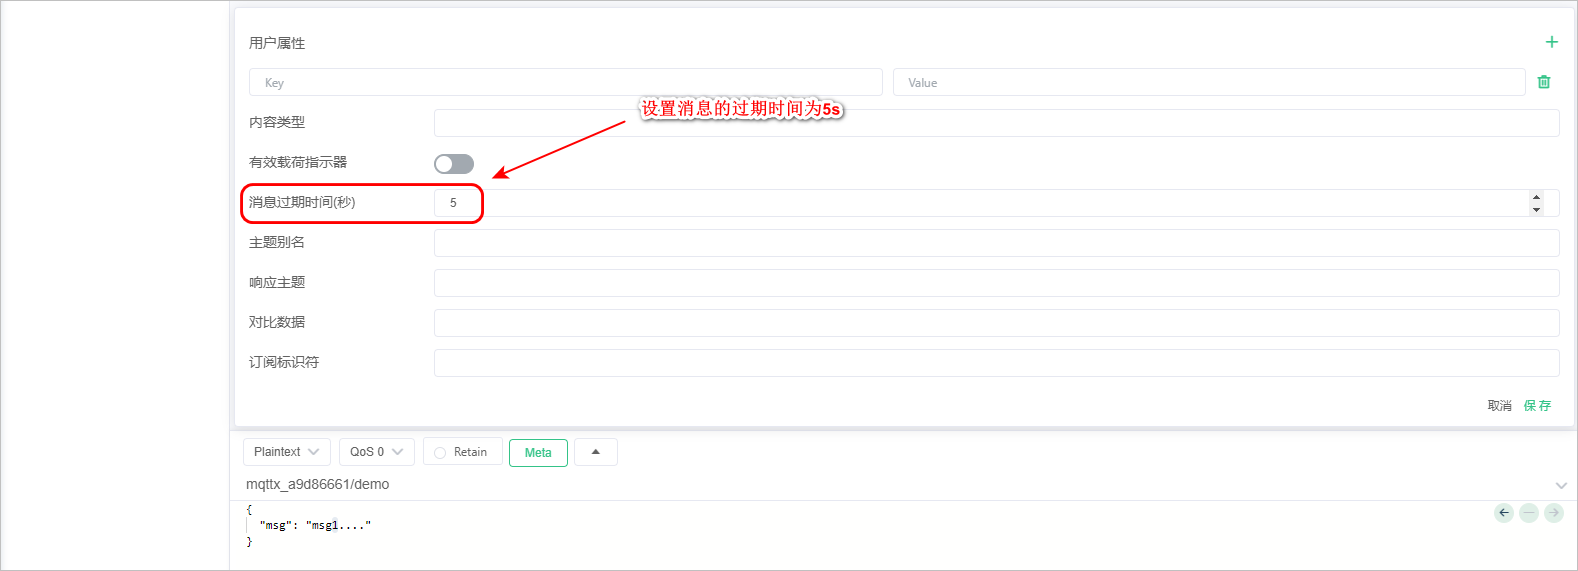 用户属性
Key
Value
设置消息的过期时间为5s
内容类型
有效载荷指示器
消息过期时间(秒)
5
主题别名
响应主题
对比数据
订阅标识符
取消 保 存
Plaintext
QoS 0
Retain
Meta
mqttx_a9d86661/demo
{
"msg": "msg1...."
}